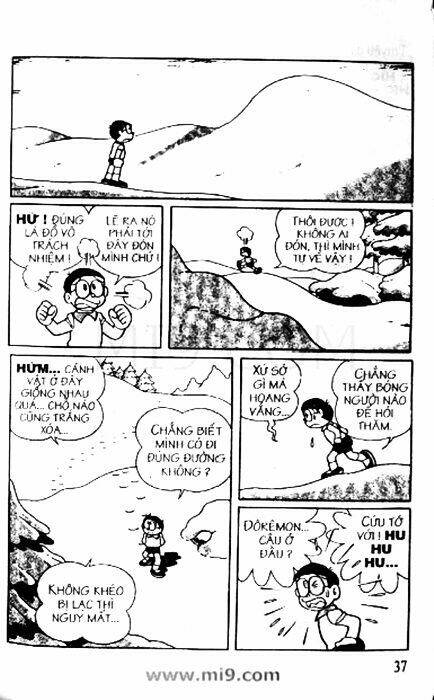 HỪ ! ĐÚNG
LÀ ĐỒ VÔ
TRÁCH
NHIỆM !
LẼ RA NÓ
PHẢI TỚI
ĐÂY ĐÓN
MÌNH CHỨ !
THÔI ĐƯỢC !
KHÔNG AI
ĐÓN, THÌ MÌNH
TỰ VỀ VẬY !
HỪM... CẢNH
VẬT Ở ĐÂY
GIỐNG NHAU
QUÁ... CHỖ NÀO
CŨNG TRẮNG
XÓA...
CHẲNG BIẾT
MÌNH CÓ ĐI
ĐÚNG ĐƯỜNG
KHÔNG ?
KHÔNG KHÉO
BỊ LẠC THÌ
NGUY MẤT...
XỨ SỞ
GÌ MÀ
HOANG
VẮNG...
CHẲNG
THẤY BÓNG
NGƯỜI NÀO
ĐỂ HỎI
THĂM.
ĐÔRÊMON...
CẬU Ở
ĐÂU ?
CỨU TỚ
VỚI ! HU
HU
HU...
37
www.mi9.com